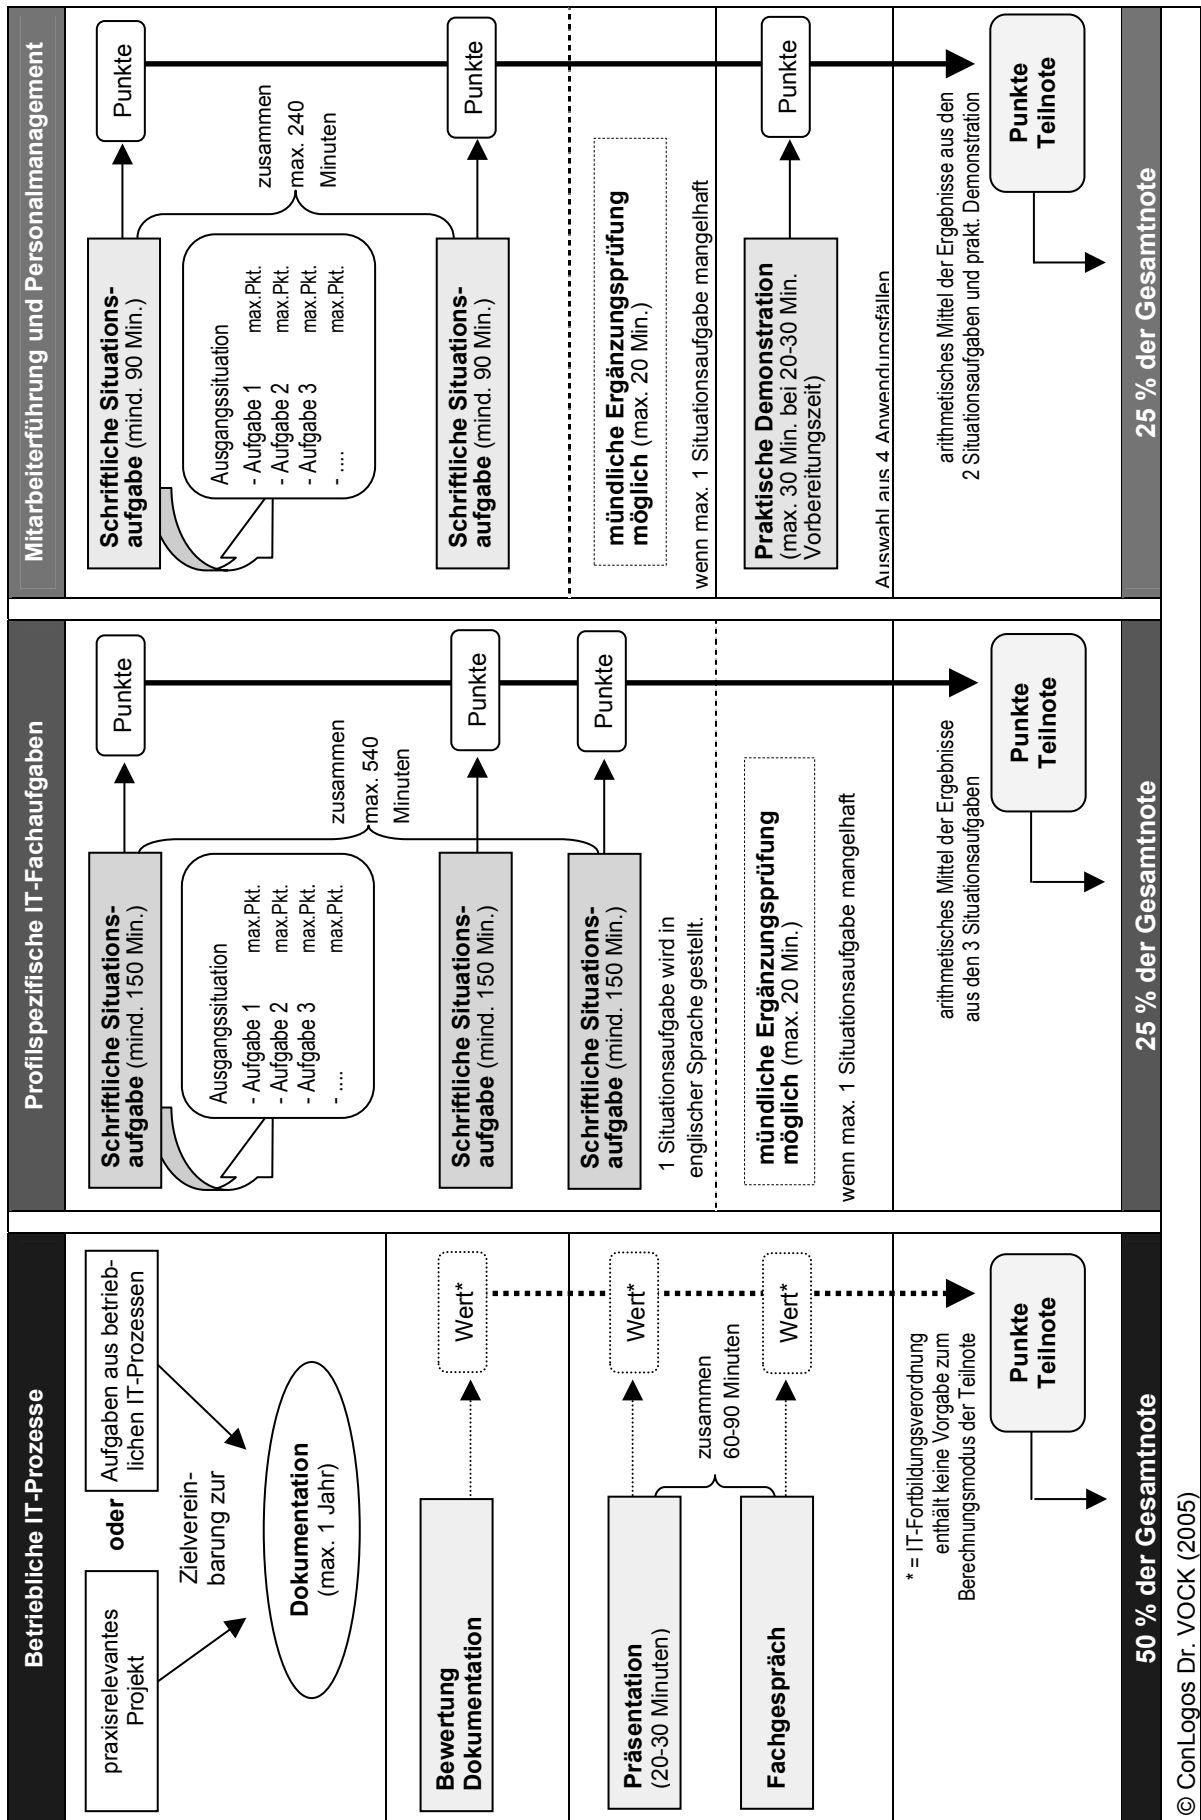 Betriebliche IT-Prozesse
praxisrelevantes
Projekt
oder
Aufgaben aus betrieb-
lichen IT-Prozessen
Zielverein-
barung zur
Dokumentation
(max. 1 Jahr)
Bewertung
Dokumentation
Wert*
Präsentation
(20-30 Minuten)
Wert*
zusammen
60-90 Minuten
Fachgespräch
Wert*
* = IT-Fortbildungsverordnung
enthält keine Vorgabe zum
Berechnungsmodus der Teilnote
Punkte
Teilnote
50 % der Gesamtnote
Profilspezifische IT-Fachaufgaben
Schriftliche Situations-
aufgabe (mind. 150 Min.)
Punkte
Ausgangssituation
- Aufgabe 1 max.Pkt.
- Aufgabe 2 max.Pkt.
- Aufgabe 3 max.Pkt.
- .... max.Pkt.
zusammen
max. 540
Minuten
Schriftliche Situations-
aufgabe (mind. 150 Min.)
Punkte
Schriftliche Situations-
aufgabe (mind. 150 Min.)
Punkte
1 Situationsaufgabe wird in
englischer Sprache gestellt.
mündliche Ergänzungsprüfung
möglich (max. 20 Min.)
wenn max. 1 Situationsaufgabe mangelhaft
arithmetisches Mittel der Ergebnisse
aus den 3 Situationsaufgaben
Punkte
Teilnote
25 % der Gesamtnote
Mitarbeiterführung und Personalmanagement
Schriftliche Situations-
aufgabe (mind. 90 Min.)
Punkte
Ausgangssituation
- Aufgabe 1 max.Pkt.
- Aufgabe 2 max.Pkt.
- Aufgabe 3 max.Pkt.
- .... max.Pkt.
zusammen
max. 240
Minuten
Schriftliche Situations-
aufgabe (mind. 90 Min.)
Punkte
mündliche Ergänzungsprüfung
möglich (max. 20 Min.)
wenn max. 1 Situationsaufgabe mangelhaft
Praktische Demonstration
(max. 30 Min. bei 20-30 Min.
Vorbereitungszeit)
Punkte
Auswahl aus 4 Anwendungsfällen
arithmetisches Mittel der Ergebnisse aus den
2 Situationsaufgaben und prakt. Demonstration
Punkte
Teilnote
25 % der Gesamtnote
© ConLogos Dr. VOCK (2005)